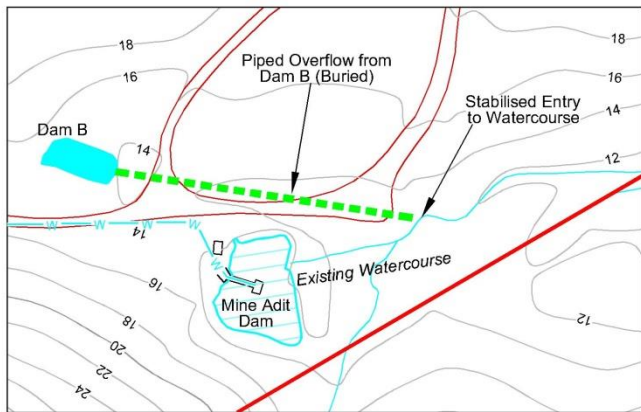 18
18
16
Piped Overflow from
Dam B (Buried)
16
Stabilised Entry
to Watercourse
14
Dam B
14
12
W W W W
14
W
Existing Watercourse
16
Mine Adit
Dam
12
18
20
22
24